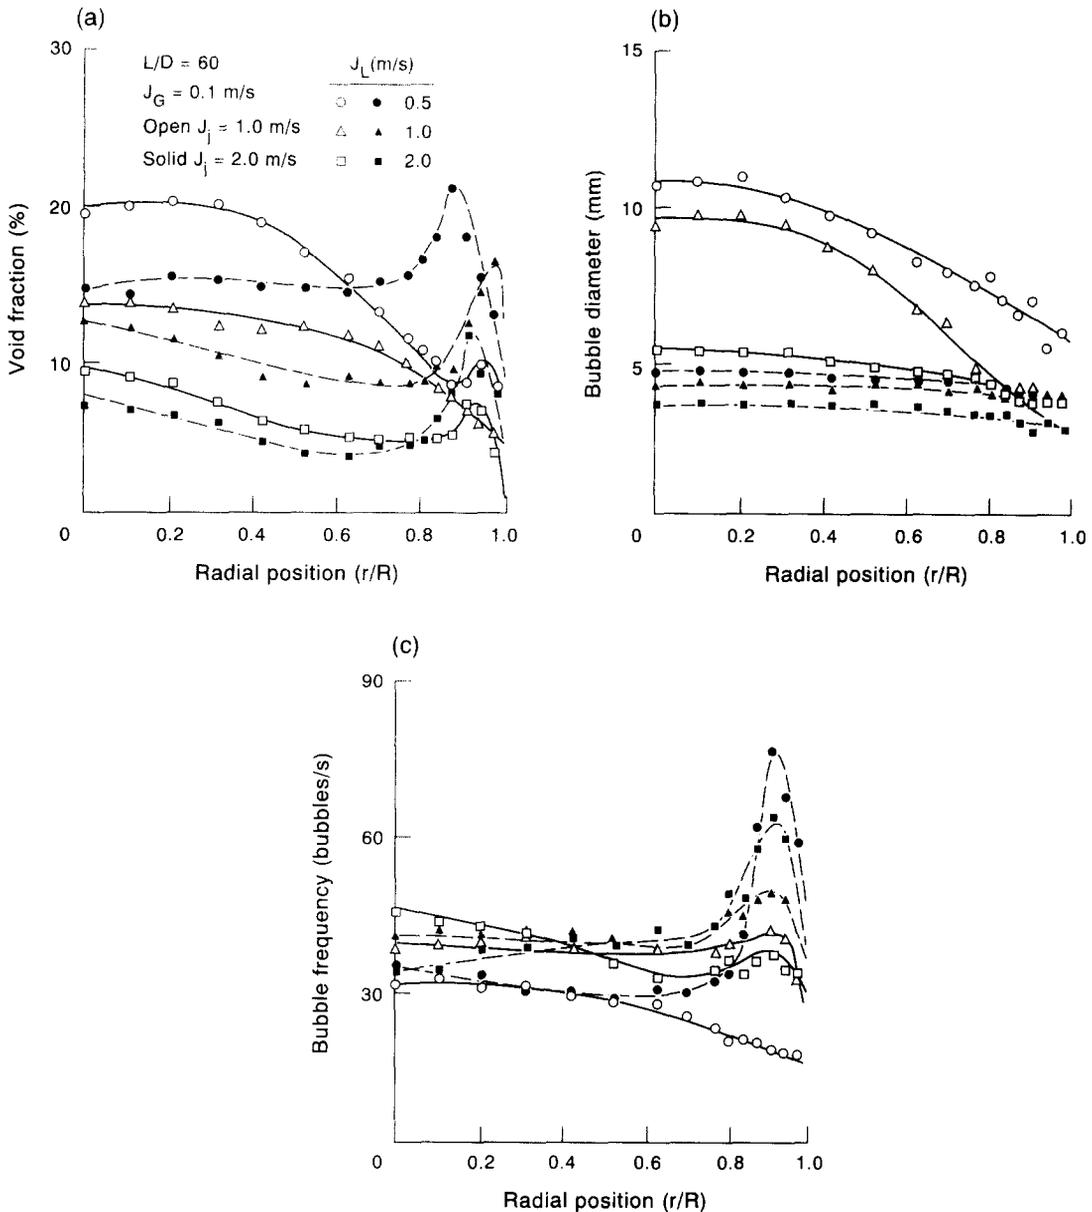 (a)
30
20
10
0
0.2
0.4
0.6
0.8
1.0
Void fraction (%)
Radial position (r/R)
L/D = 60
J_G = 0.1 m/s
Open J_j = 1.0 m/s
Solid J_j = 2.0 m/s
J_L (m/s)
○ ● 0.5
△ ▲ 1.0
□ ■ 2.0
(b)
15
10
5
0
0.2
0.4
0.6
0.8
1.0
Bubble diameter (mm)
Radial position (r/R)
(c)
90
60
30
0
0.2
0.4
0.6
0.8
1.0
Bubble frequency (bubbles/s)
Radial position (r/R)